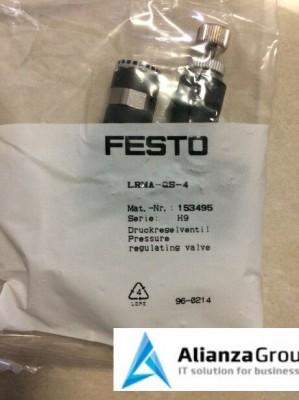 FESTO
LRMA-QS-4
Mat.-Nr.: 153495
Serie: H9
Druckregelventil
Pressure
regulating valve
4
LDPE
96-0214
AlianzaGroup
IT solution for business